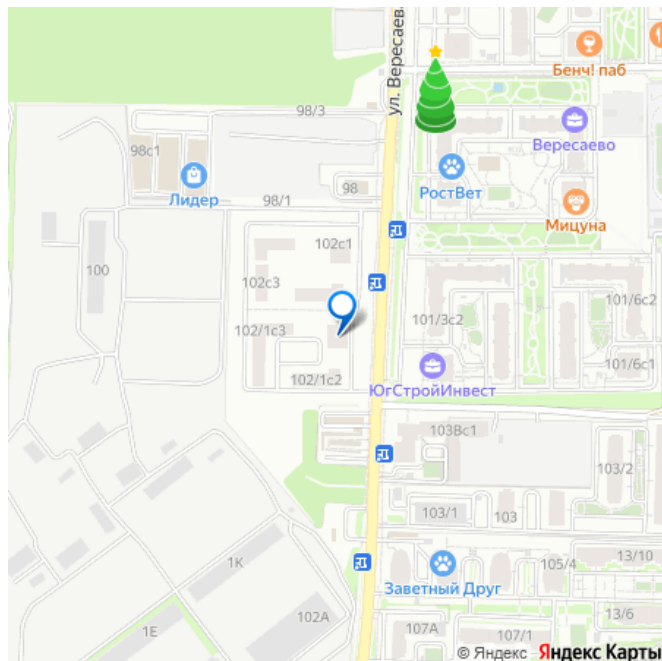 ул. Вересаева
Бенч! паб
98/3
98с1
Вересаево
Лидер
98
РостВет
98/1
Мицуна
102с1
100
102с3
101/6с2
101/3с2
102/1с3
101/6с1
102/1с2
ЮгСтройИнвест
103Вс1
103/2
103/1
103
13/10
1К
105/4
Заветный Друг
102А
13/6
1Е
107А
107/1
© Яндекс Яндекс Карты